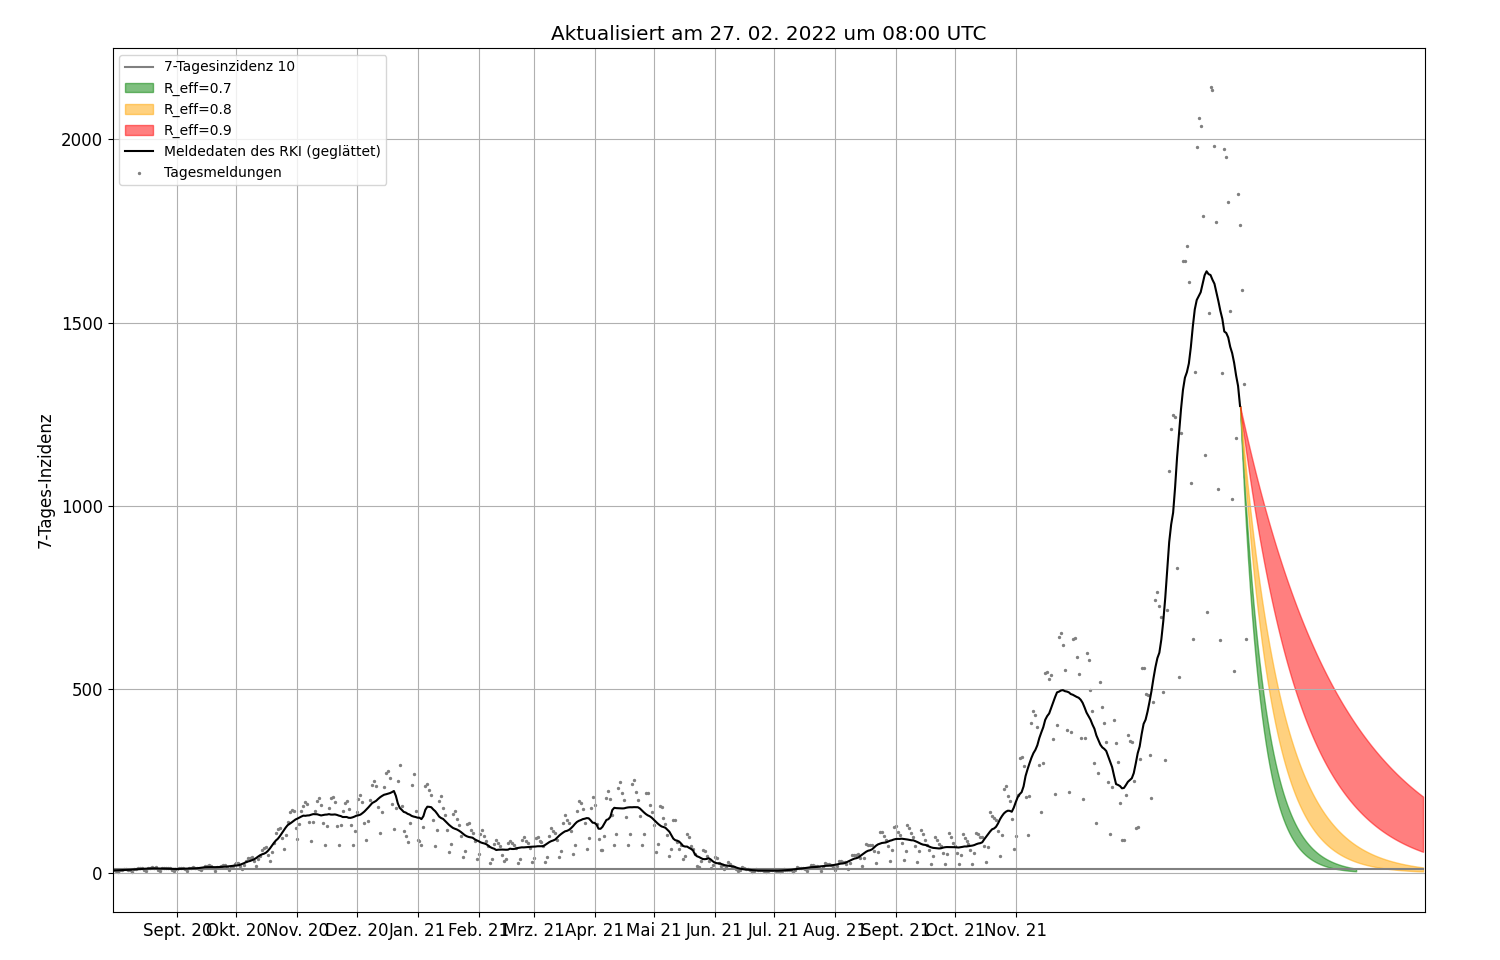 Aktualisiert am 27. 02. 2022 um 08:00 UTC
7-Tagesinzidenz 10
R_eff=0.7
R_eff=0.8
R_eff=0.9
Meldedaten des RKI (geglättet)
Tagesmeldungen
7-Tages-Inzidenz
2000
1500
1000
500
0
Sept. 20 Okt. 20 Nov. 20 Dez. 20 Jan. 21 Feb. 21 Mrz. 21 Apr. 21 Mai 21 Jun. 21 Jul. 21 Aug. 21 Sept. 21 Oct. 21 Nov. 21